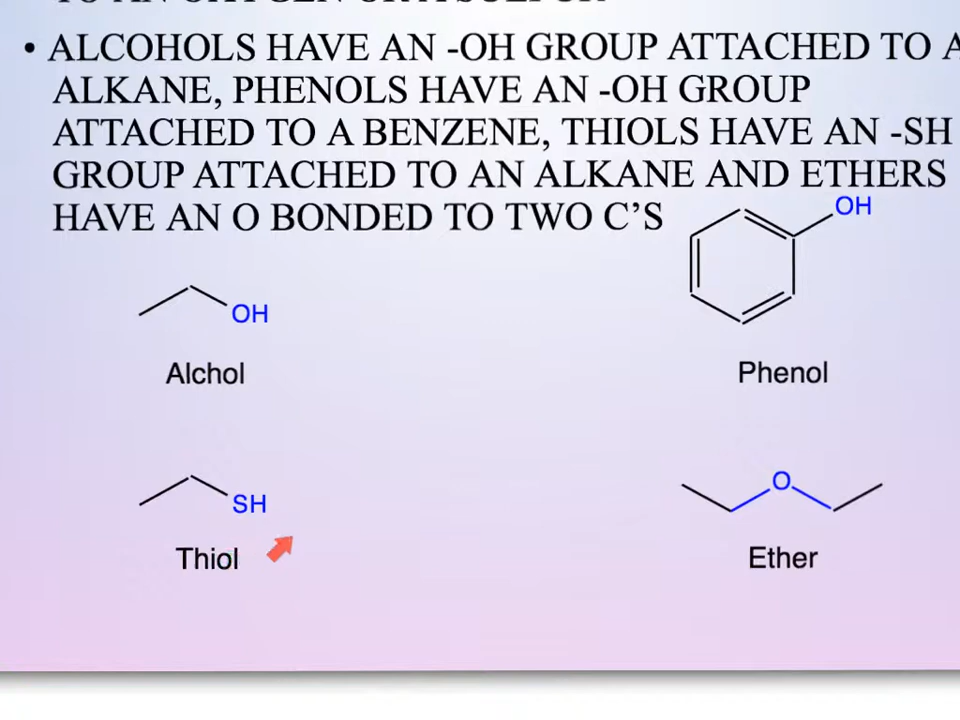 • ALCOHOLS HAVE AN -OH GROUP ATTACHED TO A
ALKANE, PHENOLS HAVE AN -OH GROUP
ATTACHED TO A BENZENE, THIOLS HAVE AN -SH
GROUP ATTACHED TO AN ALKANE AND ETHERS
HAVE AN O BONDED TO TWO C’S
OH
OH
Alchol
Phenol
SH
O
Thiol
Ether